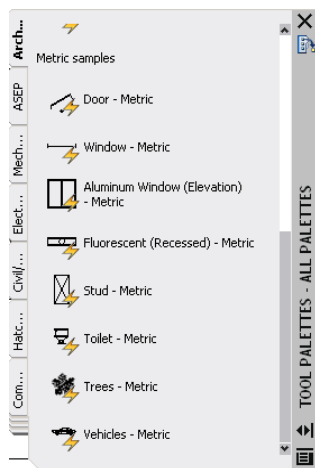 Arch...
ASEP
Mech...
Elect...
Civil/...
Hatc...
Com...
Metric samples
Door - Metric
Window - Metric
Aluminum Window (Elevation)
- Metric
Fluorescent (Recessed) - Metric
Stud - Metric
Toilet - Metric
Trees - Metric
Vehicles - Metric
TOOL PALETTES - ALL PALETTES